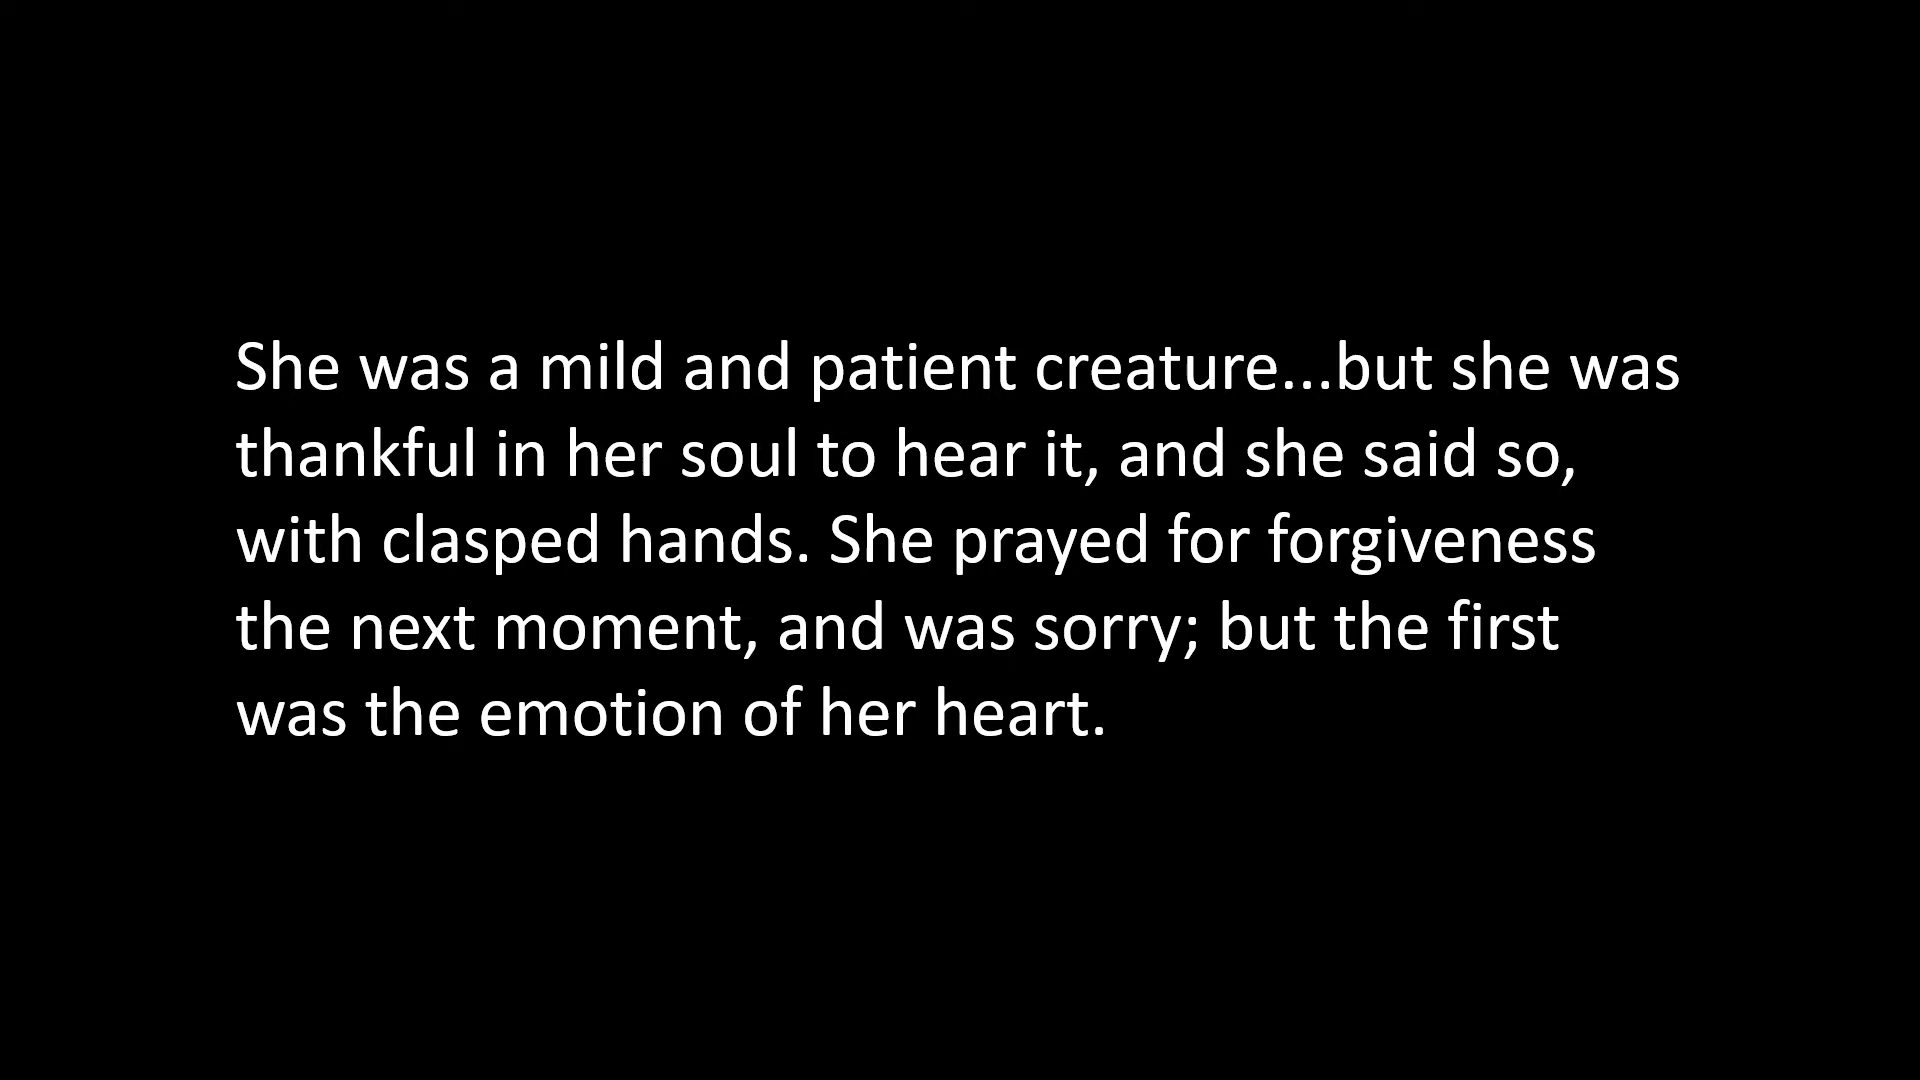 She was a mild and patient creature...but she was
thankful in her soul to hear it, and she said so,
with clasped hands. She prayed for forgiveness
the next moment, and was sorry; but the first
was the emotion of her heart.